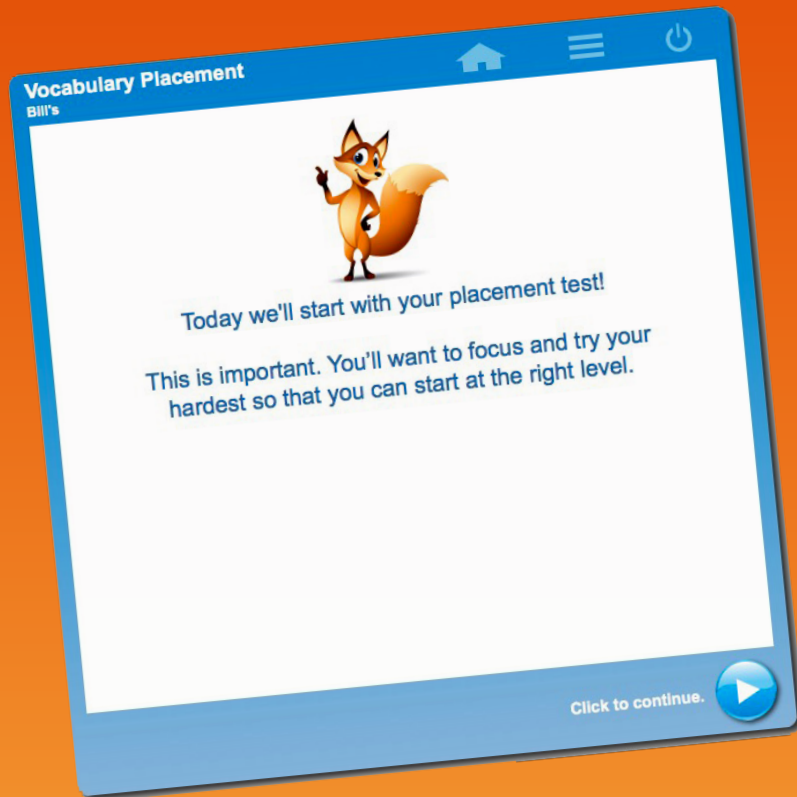 Vocabulary Placement
Bill's
Today we'll start with your placement test!
This is important. You’ll want to focus and try your
hardest so that you can start at the right level.
Click to continue.